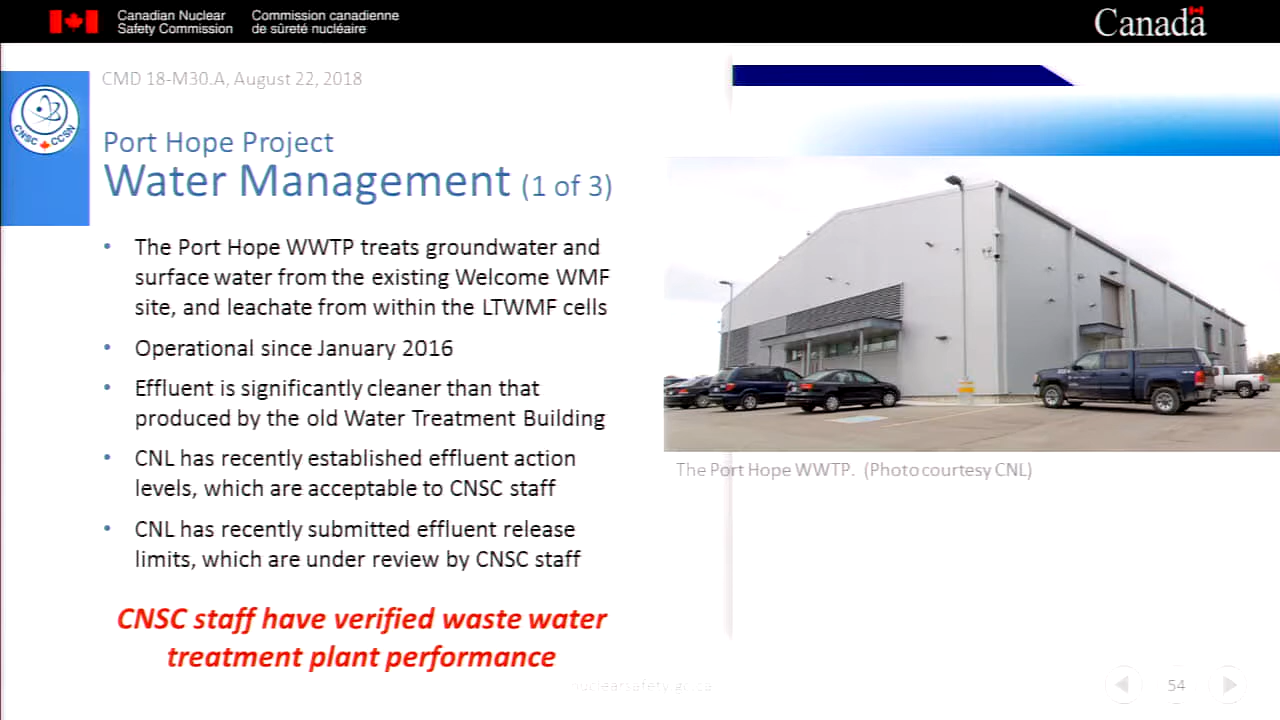 Canadian Nuclear
Safety Commission
Commission canadienne
de sûreté nucléaire
Canada
CMD 18-M30.A, August 22, 2018
CNSC CCSN
Port Hope Project
Water Management (1 of 3)
• The Port Hope WWTP treats groundwater and
surface water from the existing Welcome WMF
site, and leachate from within the LTWMF cells
• Operational since January 2016
• Effluent is significantly cleaner than that
produced by the old Water Treatment Building
• CNL has recently established effluent action
levels, which are acceptable to CNSC staff
• CNL has recently submitted effluent release
limits, which are under review by CNSC staff
CNSC staff have verified waste water
treatment plant performance
The Port Hope WWTP. (Photo courtesy CNL)
nuclearsafety.gc.ca
54